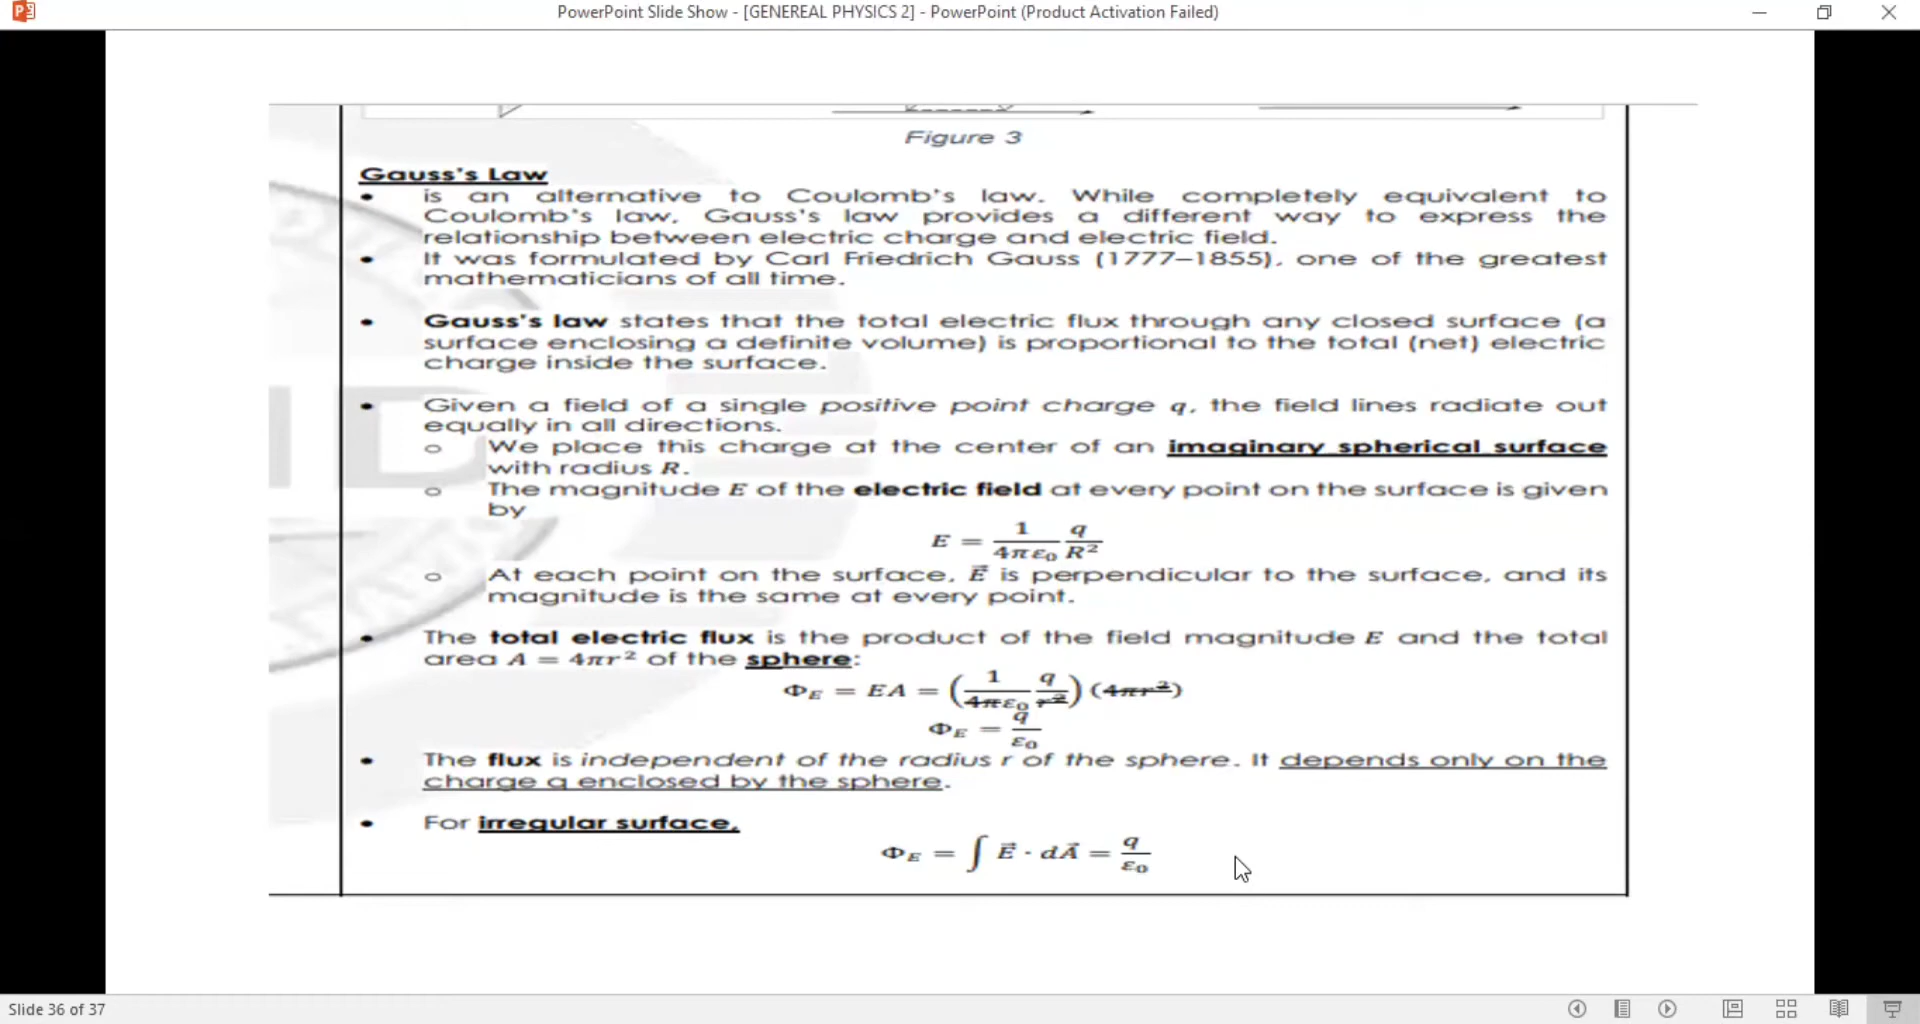 PowerPoint Slide Show - [GENEREAL PHYSICS 2] - PowerPoint (Product Activation Failed)
Figure 3
Gauss's Law
• is an alternative to Coulomb's law. While completely equivalent to
Coulomb's law, Gauss's law provides a different way to express the
relationship between electric charge and electric field.
• It was formulated by Carl Friedrich Gauss (1777–1855), one of the greatest
mathematicians of all time.
• Gauss's law states that the total electric flux through any closed surface (a
surface enclosing a definite volume) is proportional to the total (net) electric
charge inside the surface.
• Given a field of a single positive point charge q, the field lines radiate out
equally in all directions.
o We place this charge at the center of an imaginary spherical surface
with radius R.
o The magnitude E of the electric field at every point on the surface is given
by
E = 1/4πε₀ q/R²
o At each point on the surface, E⃗ is perpendicular to the surface, and its
magnitude is the same at every point.
• The total electric flux is the product of the field magnitude E and the total
area A = 4πr² of the sphere:
Φ_E = EA = (1/4πε₀ q/r²)(4πr²)
Φ_E = q/ε₀
• The flux is independent of the radius r of the sphere. It depends only on the
charge q enclosed by the sphere.
• For irregular surface,
Φ_E = ∫ E⃗ · dA⃗ = q/ε₀
Slide 36 of 37